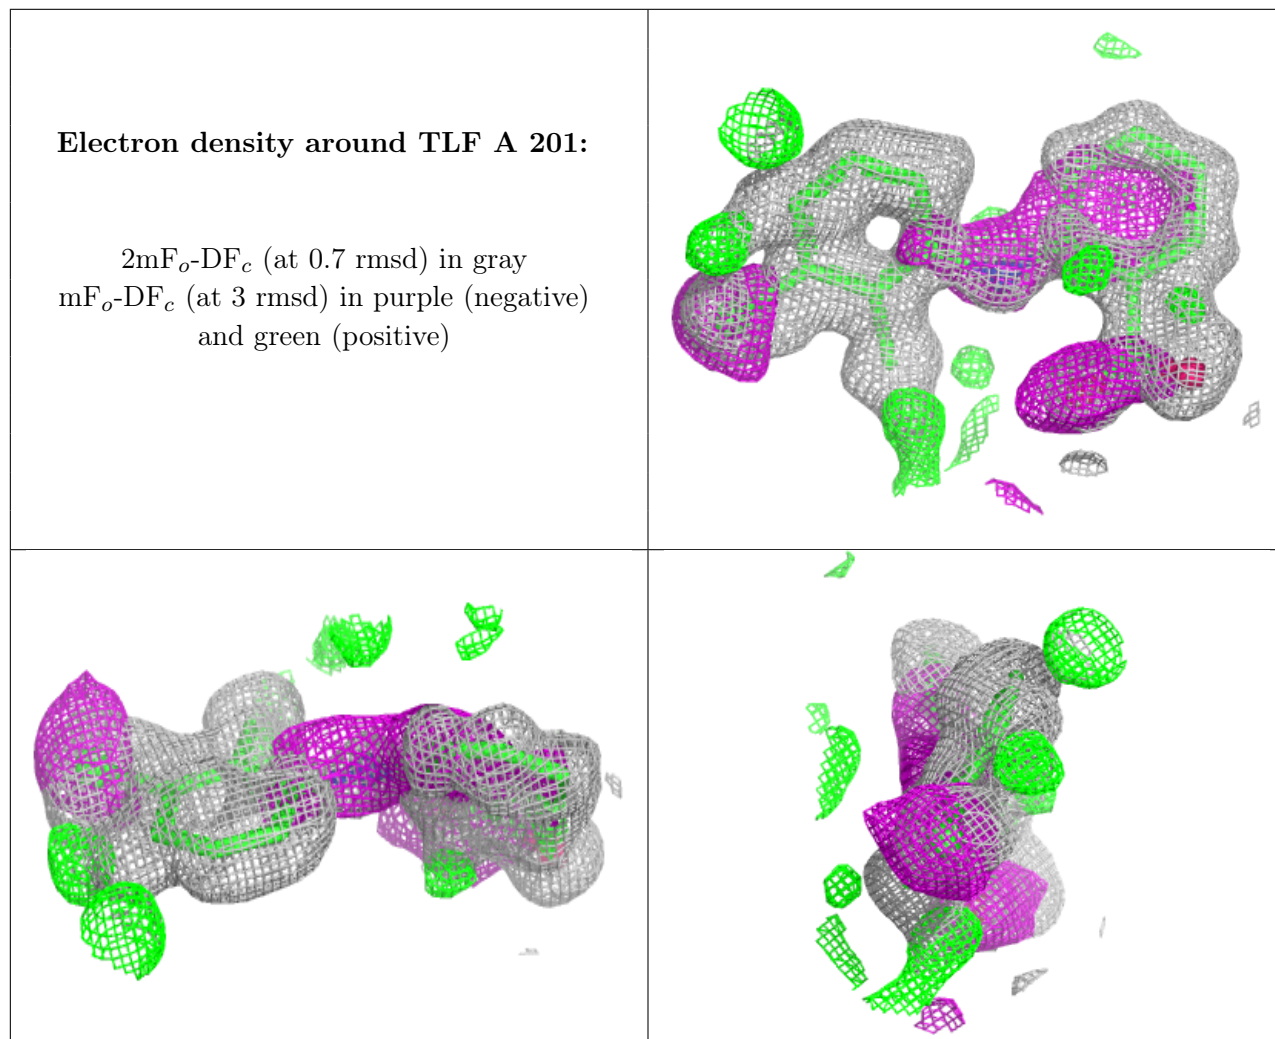 Electron density around TLF A 201:
2mFo-DFc (at 0.7 rmsd) in gray
mFo-DFc (at 3 rmsd) in purple (negative)
and green (positive)